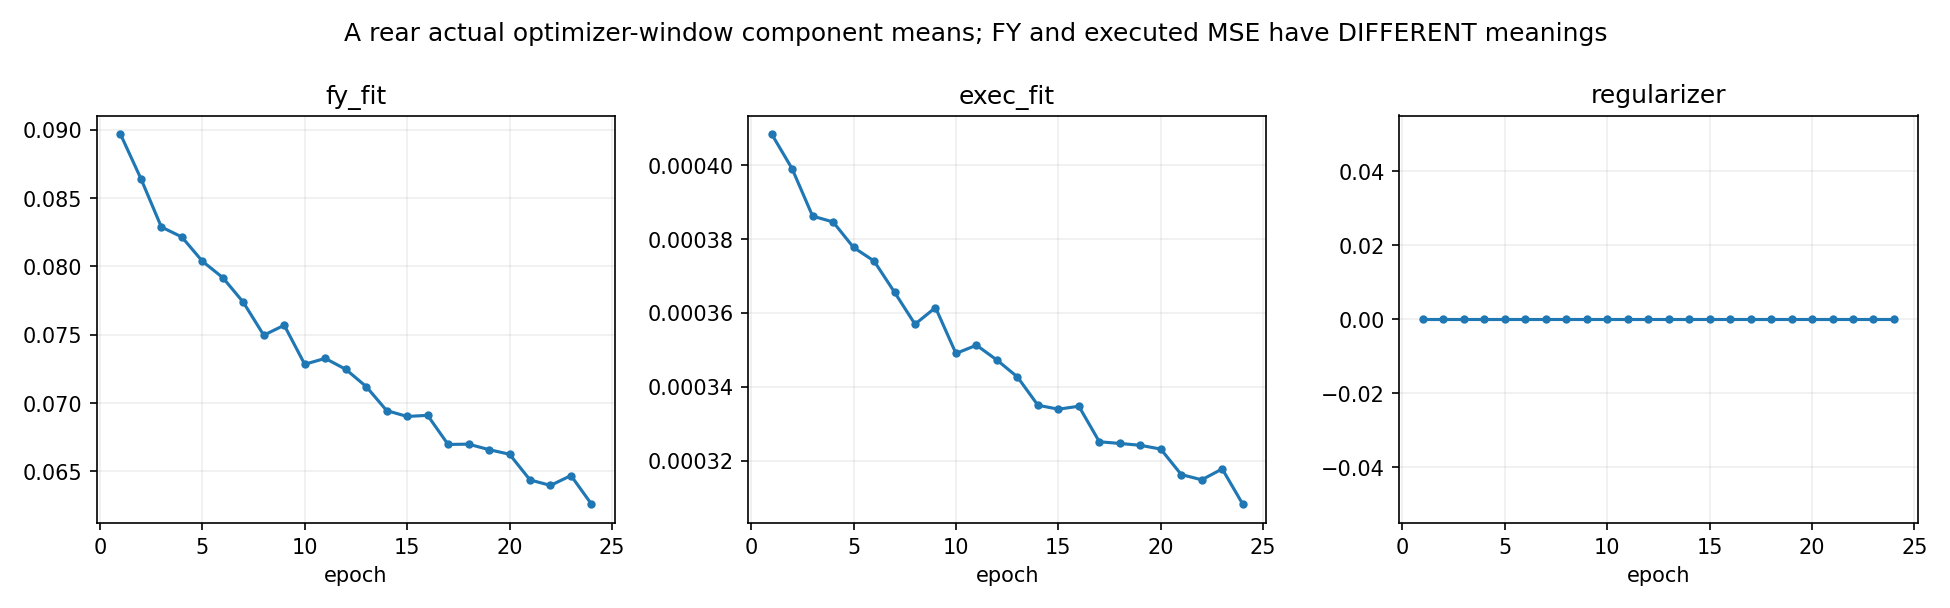 A rear actual optimizer-window component means; FY and executed MSE have DIFFERENT meanings
fy_fit
0.090
0.085
0.080
0.075
0.070
0.065
0 5 10 15 20 25
epoch
exec_fit
0.00040
0.00038
0.00036
0.00034
0.00032
0 5 10 15 20 25
epoch
regularizer
0.04
0.02
0.00
−0.02
−0.04
0 5 10 15 20 25
epoch